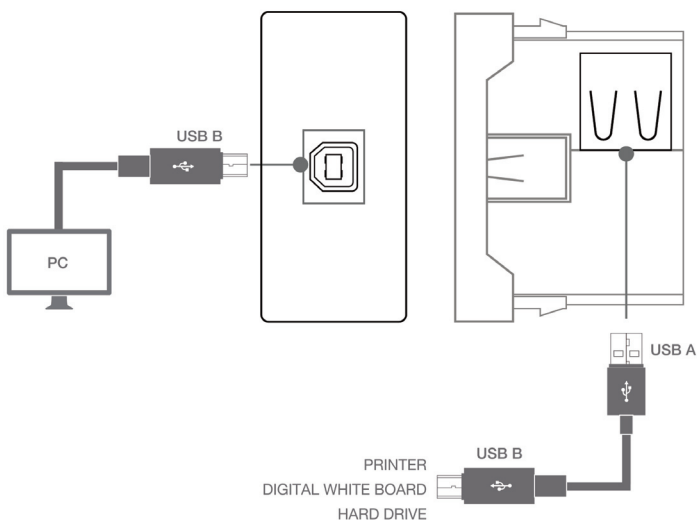 USB B
PC
USB A
USB B
PRINTER
DIGITAL WHITE BOARD
HARD DRIVE